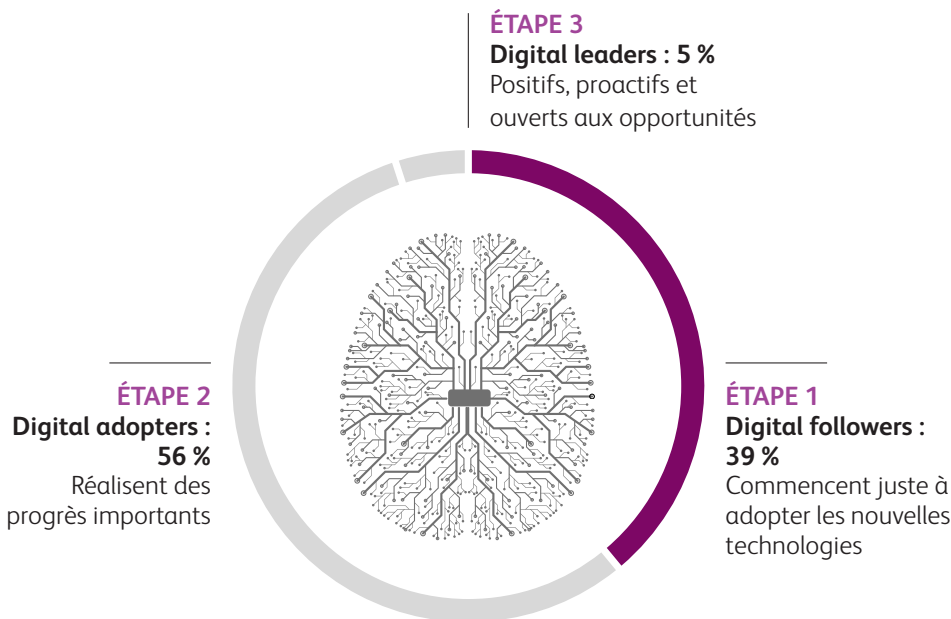 ÉTAPE 3
Digital leaders : 5 %
Positifs, proactifs et
ouverts aux opportunités
ÉTAPE 2
Digital adopters :
56 %
Réalisent des
progrès importants
ÉTAPE 1
Digital followers :
39 %
Commencent juste à
adopter les nouvelles
technologies